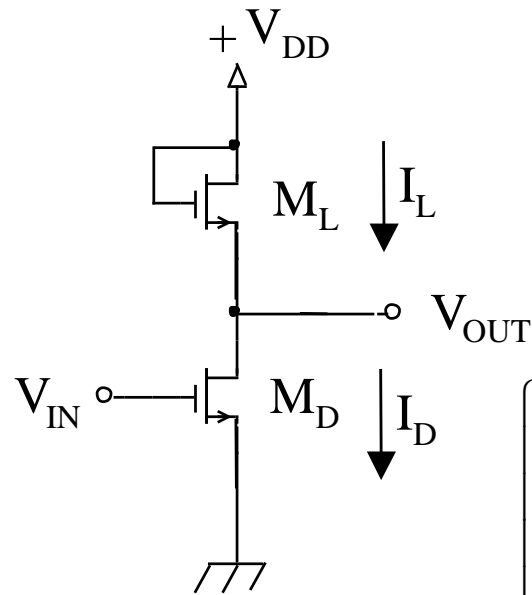 + V_DD
M_L
I_L
V_OUT
V_IN
M_D
I_D